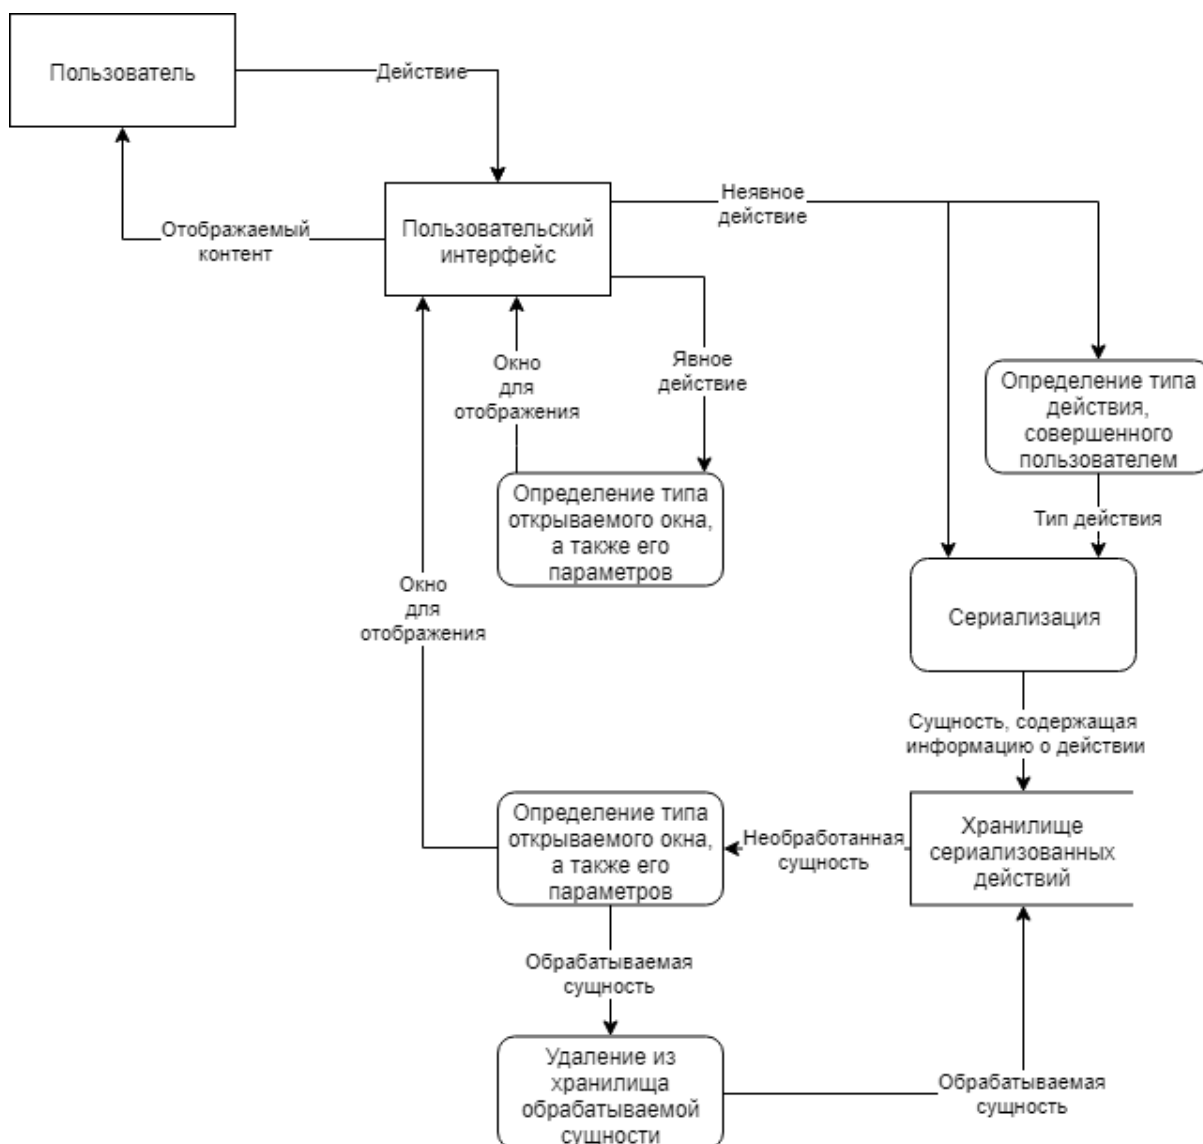 Пользователь
Действие
Отображаемый
контент
Пользовательский
интерфейс
Неявное
действие
Окно
для
отображения
Явное
действие
Определение типа
действия,
совершенного
пользователем
Определение типа
открываемого окна,
а также его
параметров
Тип действия
Окно
для
отображения
Сериализация
Сущность, содержащая
информацию о действии
Определение типа
открываемого окна,
а также его
параметров
Необработанная
сущность
Хранилище
сериализованных
действий
Обрабатываемая
сущность
Удаление из
хранилища
обрабатываемой
сущности
Обрабатываемая
сущность